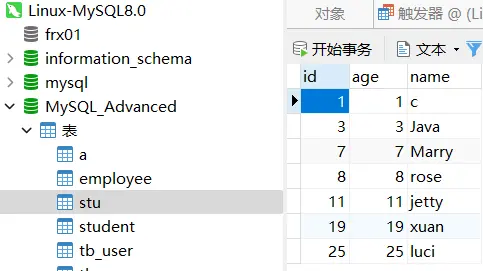 Linux-MySQL8.0
frx01
information_schema
mysql
MySQL_Advanced
表
a
employee
stu
student
tb_user
对象 触发器 @ (Li
开始事务 文本
id age name
1 1 c
3 3 Java
7 7 Marry
8 8 rose
11 11 jetty
19 19 xuan
25 25 luci